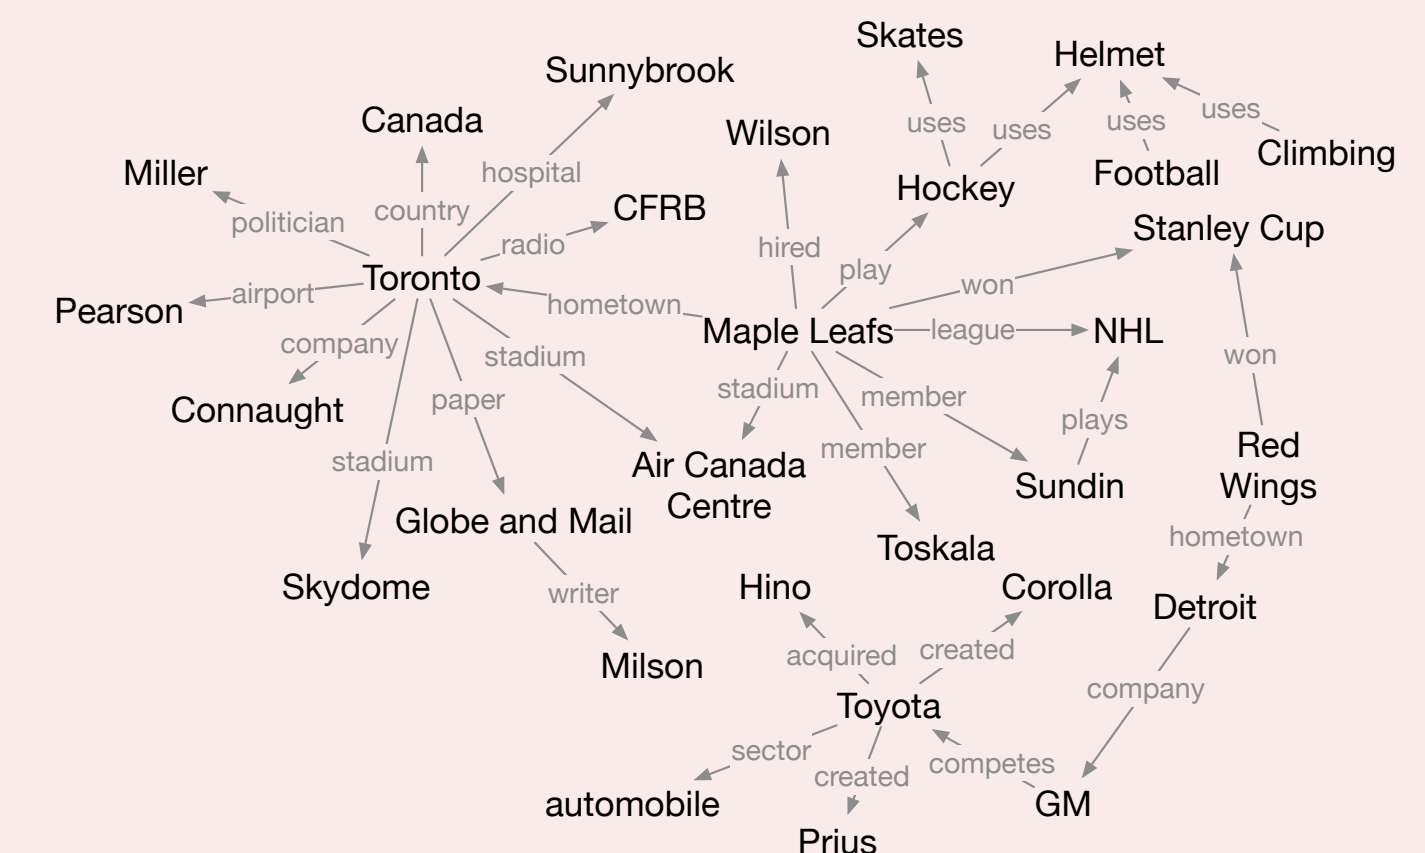 Skates
Helmet
Sunnybrook
uses
Canada
Wilson
uses
uses
uses
Climbing
Miller
hospital
Football
Hockey
politician
country
CFRB
Stanley Cup
radio
hired
play
Toronto
won
airport
hometown
Pearson
Maple Leafs
league
NHL
company
stadium
won
stadium
member
paper
Connaught
plays
member
Red
Wings
stadium
Air Canada
Centre
Sundin
Globe and Mail
hometown
Toskala
Skydome
writer
Hino
Corolla
Detroit
acquired
created
Milson
company
Toyota
sector
created
competes
automobile
GM
Prius